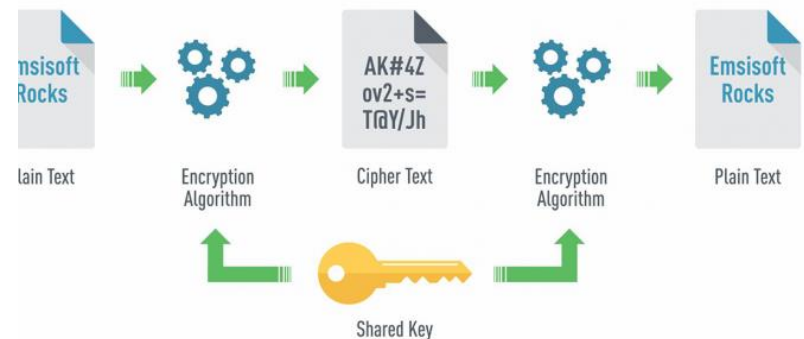 msisoft
Rocks
AK#4Z
ov2+s=
T@Y/Jh
Emsisoft
Rocks
lain Text
Encryption
Algorithm
Cipher Text
Encryption
Algorithm
Plain Text
Shared Key